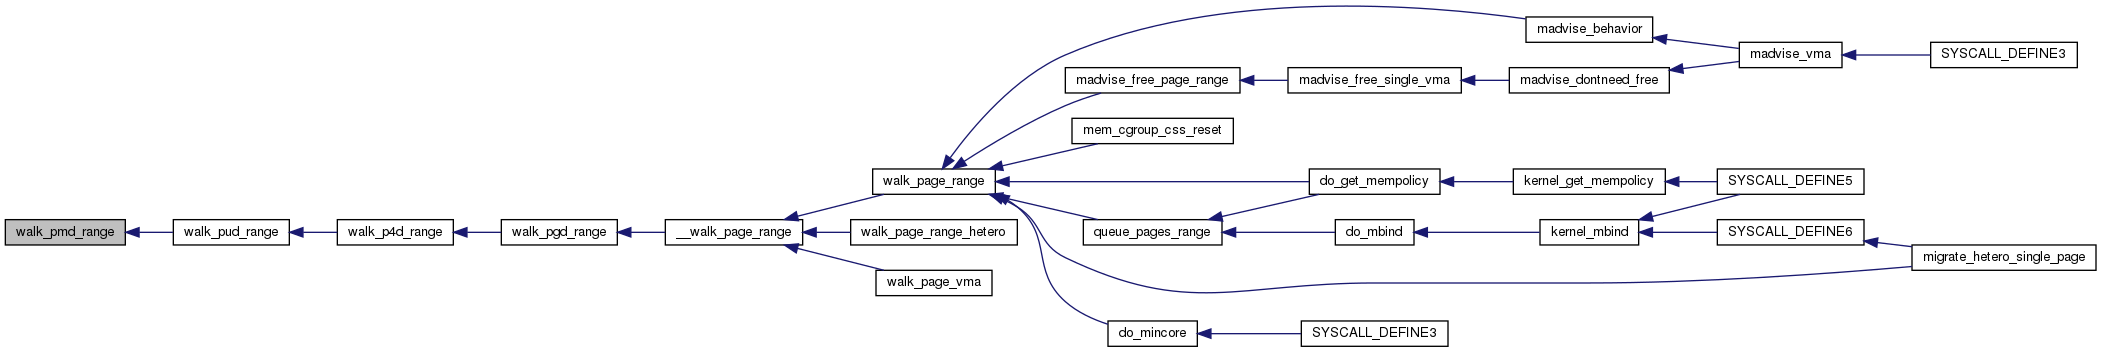 madvise_behavior
madvise_vma
SYSCALL_DEFINE3
madvise_free_page_range
madvise_free_single_vma
madvise_dontneed_free
mem_cgroup_css_reset
walk_page_range
do_get_mempolicy
kernel_get_mempolicy
SYSCALL_DEFINE5
walk_pmd_range
walk_pud_range
walk_p4d_range
walk_pgd_range
__walk_page_range
walk_page_range_hetero
queue_pages_range
do_mbind
kernel_mbind
SYSCALL_DEFINE6
migrate_hetero_single_page
walk_page_vma
do_mincore
SYSCALL_DEFINE3